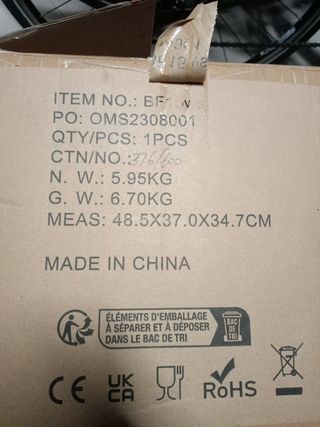 ITEM NO.:
PO: OMS2308001
QTY/PCS: 1PCS
CTN/NO.: 376/600
N. W.: 5.95KG
G. W.: 6.70KG
MEAS: 48.5X37.0X34.7CM
MADE IN CHINA
ÉLÉMENTS D'EMBALLAGE
À SÉPARER ET À DÉPOSER
DANS LE BAC DE TRI
BAC
DE TRI
CE
UK
CA
RoHS